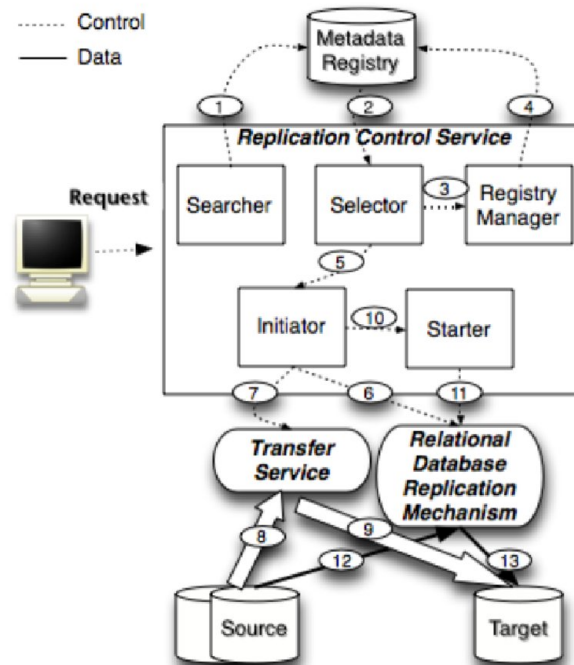 Control
Data
Metadata
Registry
1
2
4
Replication Control Service
Request
Searcher
Selector
3
Registry
Manager
5
Initiator
10
Starter
7
6
11
Transfer
Service
Relational
Database
Replication
Mechanism
8
9
12
13
Source
Target